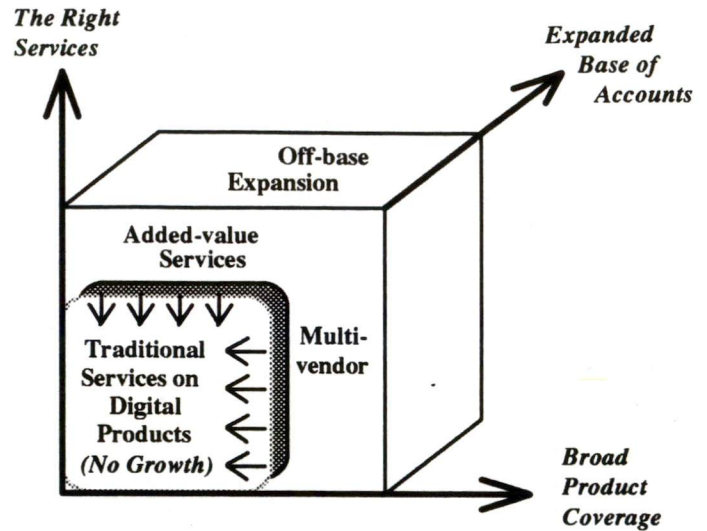 The Right
Services
Expanded
Base of
Accounts
Off-base
Expansion
Added-value
Services
Multi-
vendor
Traditional
Services on
Digital
Products
(No Growth)
Broad
Product
Coverage